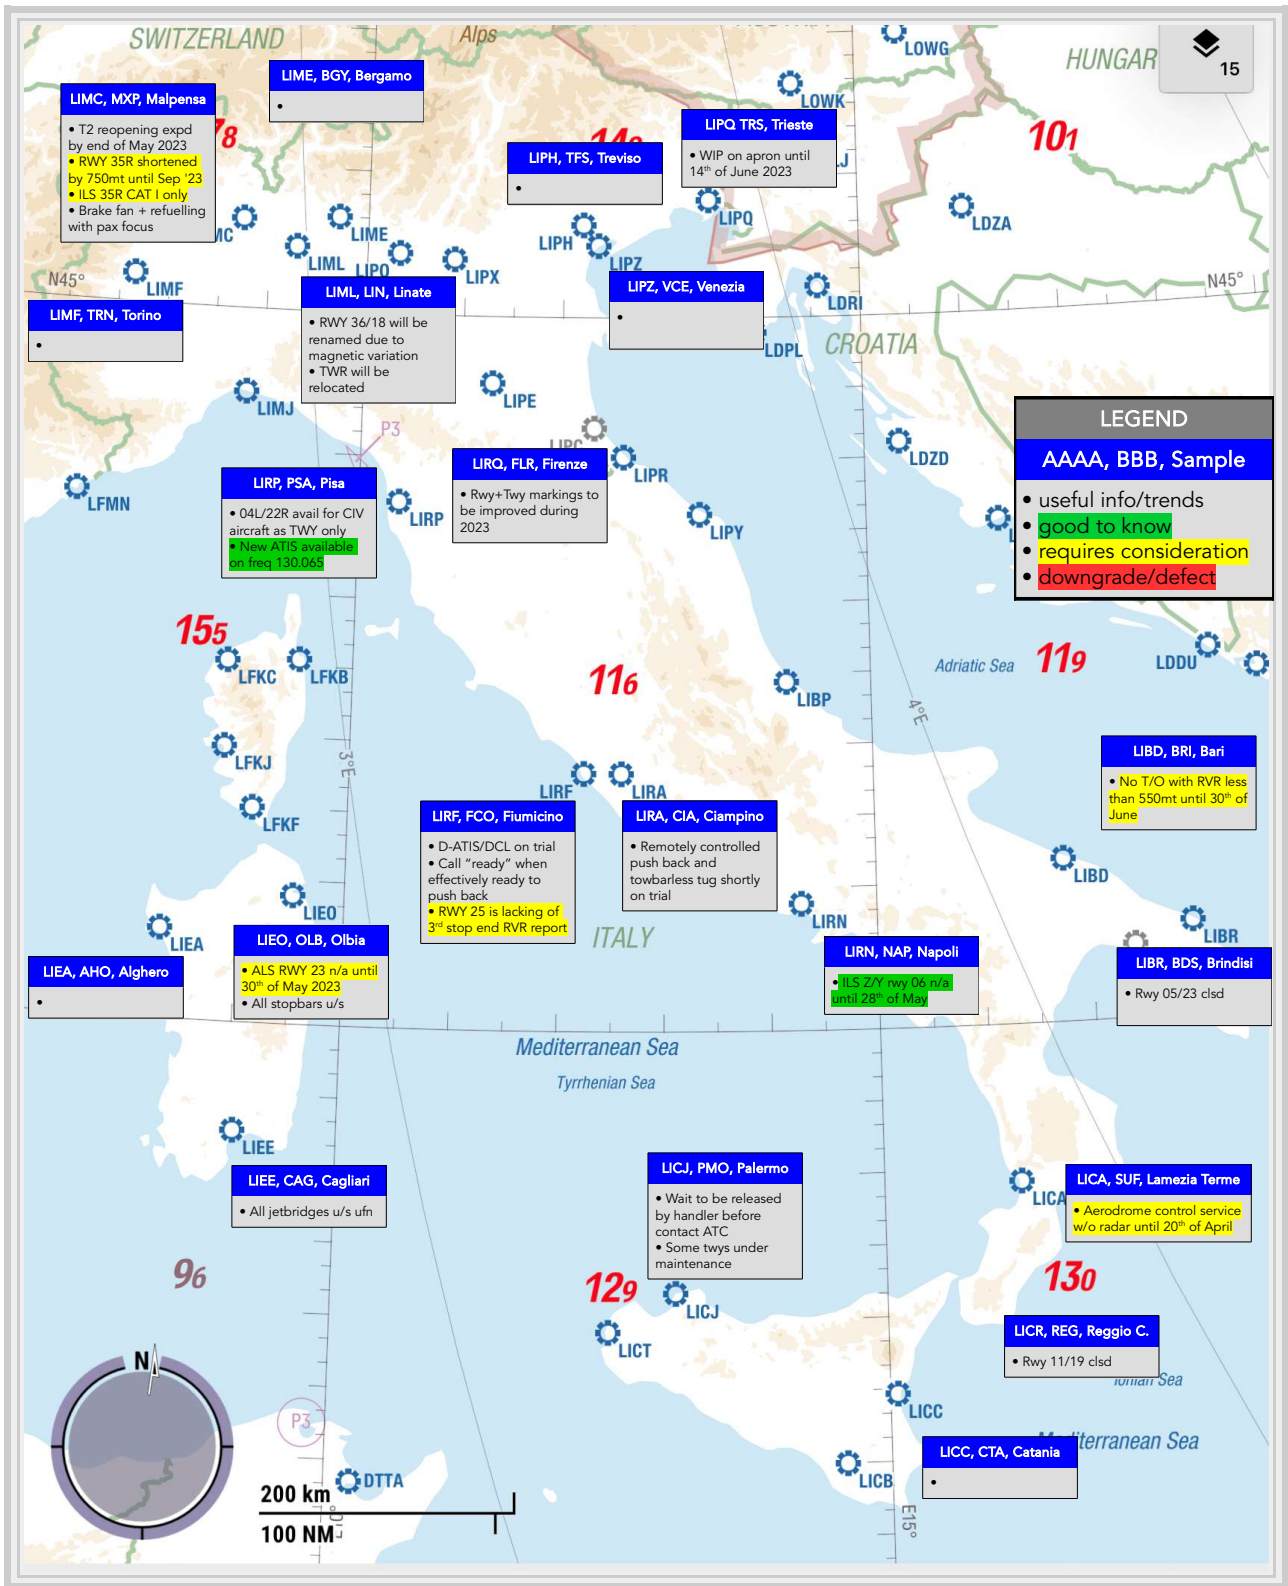 SWITZERLAND
Alps
LOWG
HUNGAR
15
LIME, BGY, Bergamo
•
LIMC, MXP, Malpensa
• T2 reopening expd
by end of May 2023
• RWY 35R shortened
by 750mt until Sep '23
• ILS 35R CAT I only
• Brake fan + refuelling
with pax focus
78
LOWK
LIPQ TRS, Trieste
• WIP on apron until
14th of June 2023
LIPH, TFS, Treviso
•
101
LJ
MC
LIME
LIML
LIPO
LIPX
LIPH
LIPZ
LIPQ
LDZA
N45°
LIMF
N45°
LIMF, TRN, Torino
•
LIML, LIN, Linate
• RWY 36/18 will be
renamed due to
magnetic variation
• TWR will be
relocated
LIPZ, VCE, Venezia
•
LDRI
LDPL
CROATIA
LIMJ
LIPE
P3
LIPC
LEGEND
AAAA, BBB, Sample
• useful info/trends
• good to know
• requires consideration
• downgrade/defect
LDZD
LFMN
LIRP, PSA, Pisa
• 04L/22R avail for CIV
aircraft as TWY only
• New ATIS available
on freq 130.065
LIRP
LIRQ, FLR, Firenze
• Rwy+Twy markings to
be improved during
2023
LIPR
LIPY
155
LFKC
LFKB
116
Adriatic Sea
119
LDDU
LIBP
4°E
LFKJ
3°E
LFKF
LIRF
LIRA
LIBD, BRI, Bari
• No T/O with RVR less
than 550mt until 30th of
June
LIRF, FCO, Fiumicino
• D-ATIS/DCL on trial
• Call “ready” when
effectively ready to
push back
• RWY 25 is lacking of
3rd stop end RVR report
LIRA, CIA, Ciampino
• Remotely controlled
push back and
towbarless tug shortly
on trial
LIBD
LIEO
LIEA
LIRN
LIBR
ITALY
LIEO, OLB, Olbia
• ALS RWY 23 n/a until
30th of May 2023
• All stopbars u/s
LIEA, AHO, Alghero
•
LIRN, NAP, Napoli
• ILS Z/Y rwy 06 n/a
until 28th of May
LIBR, BDS, Brindisi
• Rwy 05/23 clsd
Mediterranean Sea
Tyrrhenian Sea
LIEE
LIEE, CAG, Cagliari
• All jetbridges u/s ufn
LICJ, PMO, Palermo
• Wait to be released
by handler before
contact ATC
• Some twys under
maintenance
LICA
LICA, SUF, Lamezia Terme
• Aerodrome control service
w/o radar until 20th of April
96
129
130
LICJ
LICT
LICR, REG, Reggio C.
• Rwy 11/19 clsd
Ionian Sea
N
LICC
P3
LICC, CTA, Catania
•
Mediterranean Sea
LICB
DTTA
200 km
100 NM
E10°
E15°